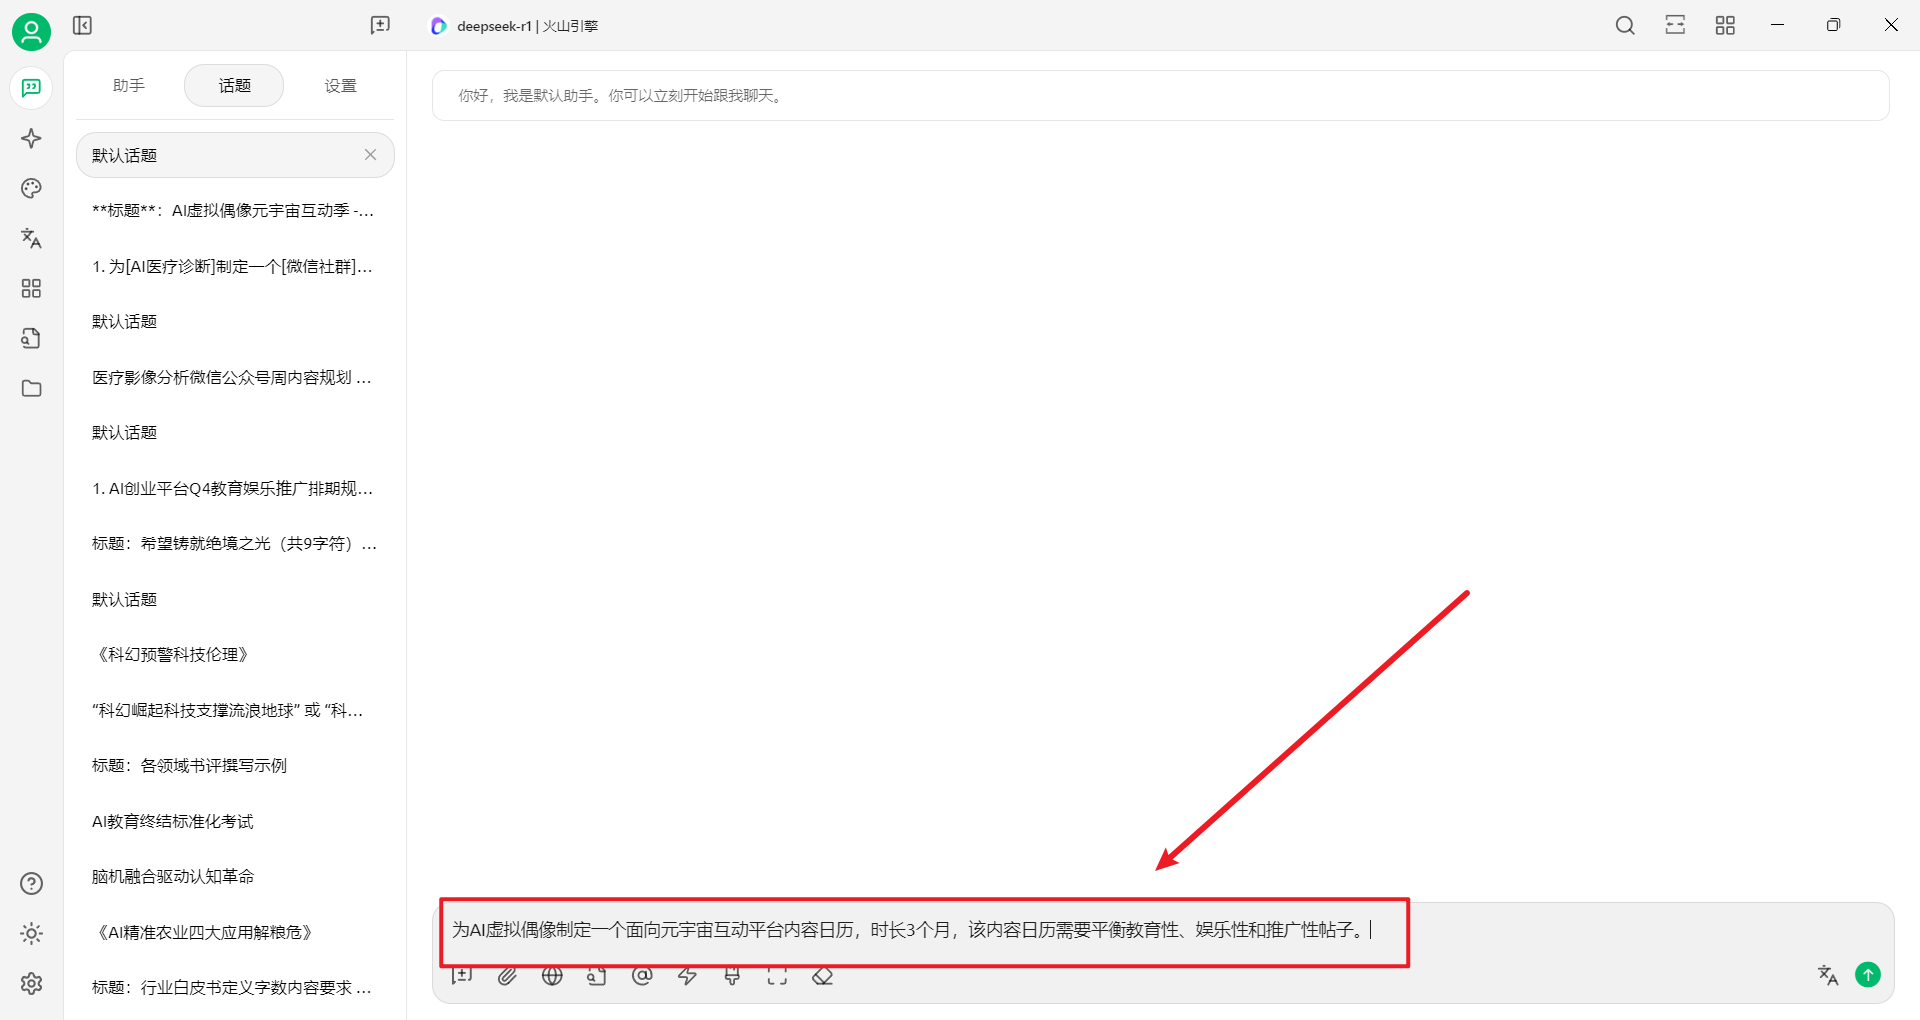 deepseek-r1 | 火山引擎
助手
话题
设置
默认话题
**标题**：AI虚拟偶像元宇宙互动季 -...
1. 为[AI医疗诊断]制定一个[微信社群]...
默认话题
医疗影像分析微信公众号周内容规划 ...
默认话题
1. AI创业平台Q4教育娱乐推广排期规...
标题：希望铸就绝境之光（共9字符）...
默认话题
《科幻预警科技伦理》
“科幻崛起科技支撑流浪地球” 或 “科...
标题：各领域书评撰写示例
AI教育终结标准化考试
脑机融合驱动认知革命
《AI精准农业四大应用解粮危》
标题：行业白皮书定义字数内容要求 ...
你好，我是默认助手。你可以立刻开始跟我聊天。
为AI虚拟偶像制定一个面向元宇宙互动平台内容日历，时长3个月，该内容日历需要平衡教育性、娱乐性和推广性帖子。